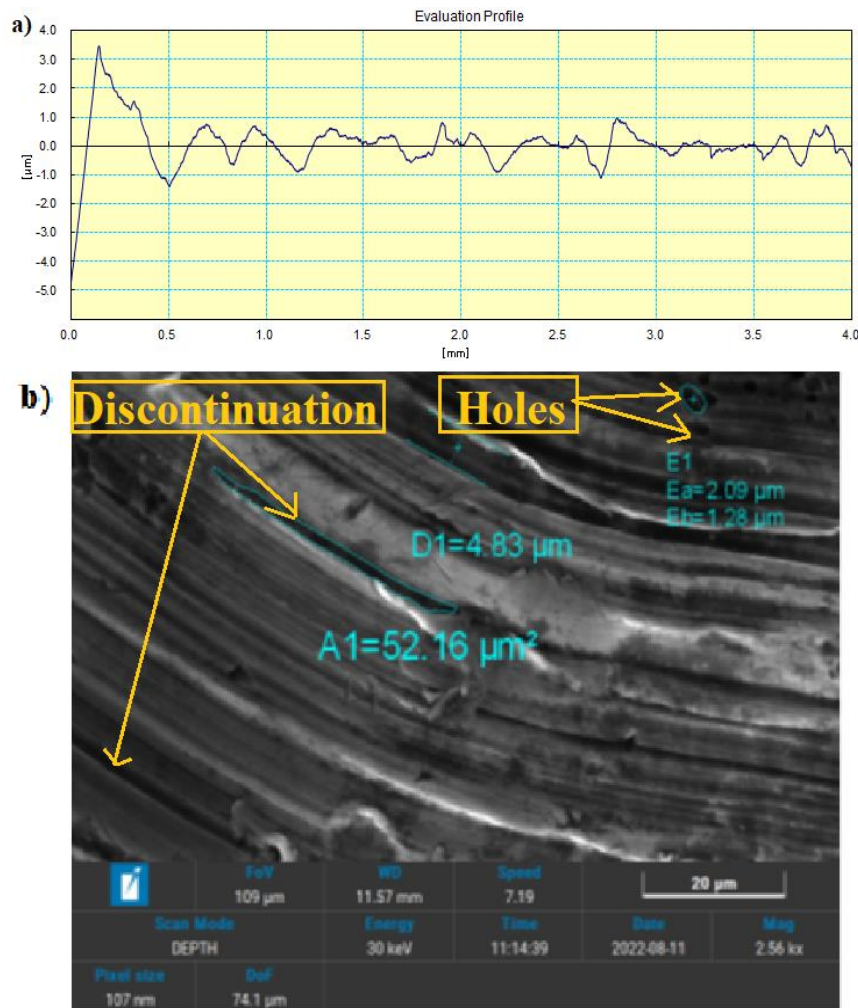 a)
Evaluation Profile
4.0
3.0
2.0
1.0
0.0
-1.0
-2.0
-3.0
-4.0
-5.0
[µm]
0.0 0.5 1.0 1.5 2.0 2.5 3.0 3.5 4.0
[mm]
b)
Discontinuation
Holes
E1
Ea=2.09 µm
Eb=1.28 µm
D1=4.83 µm
A1=52.16 µm²
FoV WD Speed
109 µm 11.57 mm 7.19
20 µm
Scan Mode Energy Time Date Mag
DEPTH 30 keV 11:14:39 2022-08-11 2.56 kx
Pixel size DoF
107 nm 74.1 µm